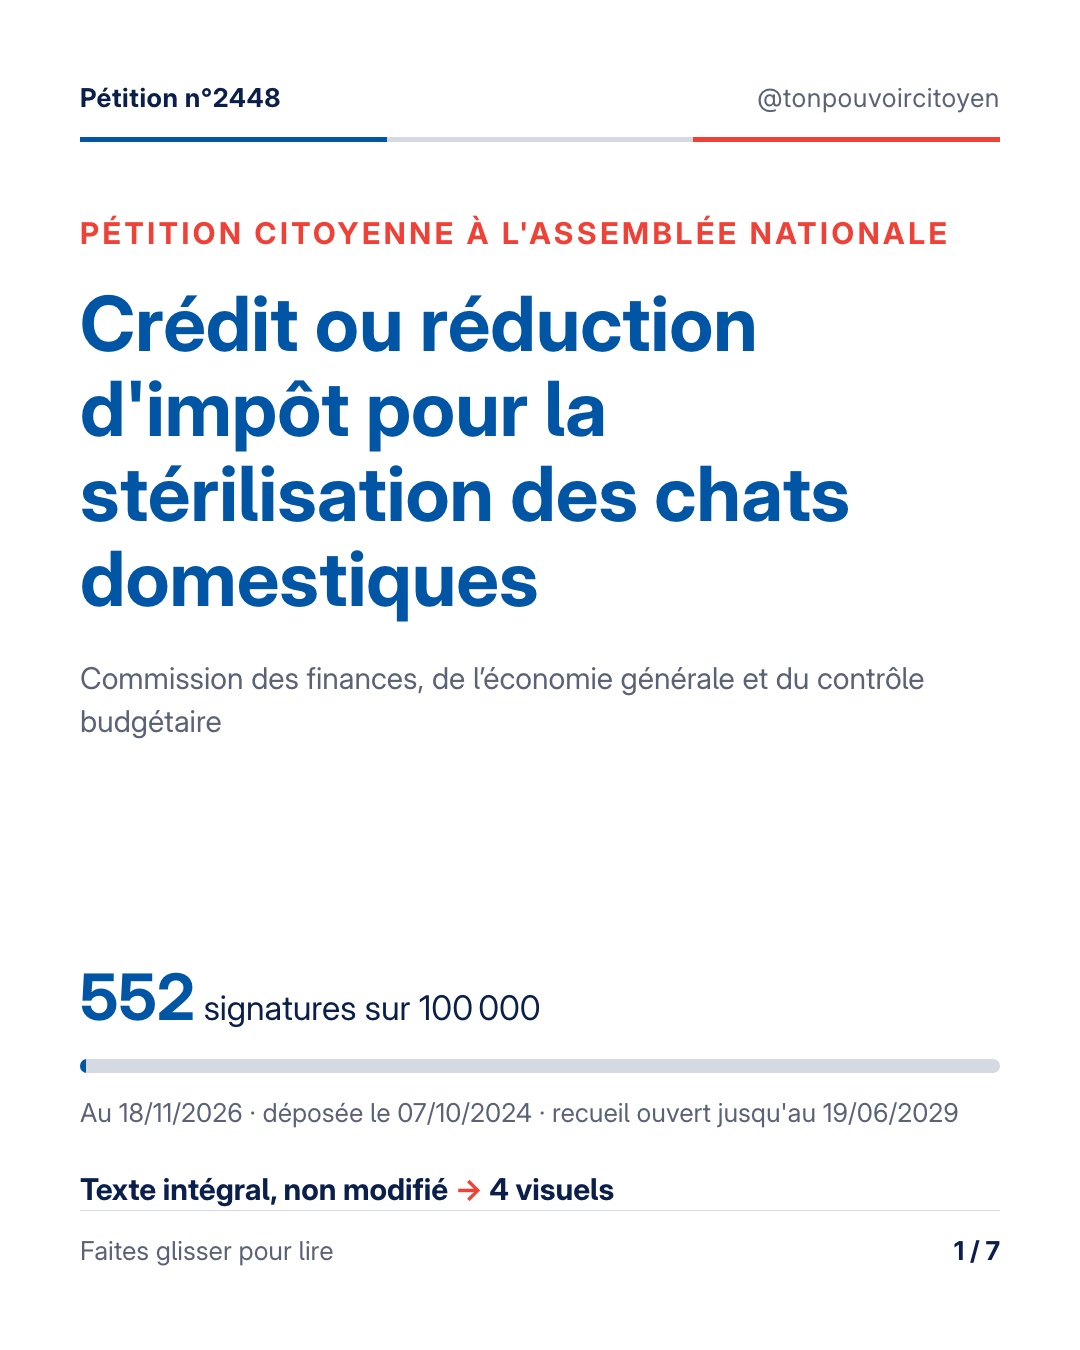 Pétition n°2448
@tonpouvoircitoyen
PÉTITION CITOYENNE À L'ASSEMBLÉE NATIONALE
Crédit ou réduction
d'impôt pour la
stérilisation des chats
domestiques
Commission des finances, de l’économie générale et du contrôle
budgétaire
552 signatures sur 100 000
Au 18/11/2026 · déposée le 07/10/2024 · recueil ouvert jusqu'au 19/06/2029
Texte intégral, non modifié → 4 visuels
Faites glisser pour lire
1 / 7